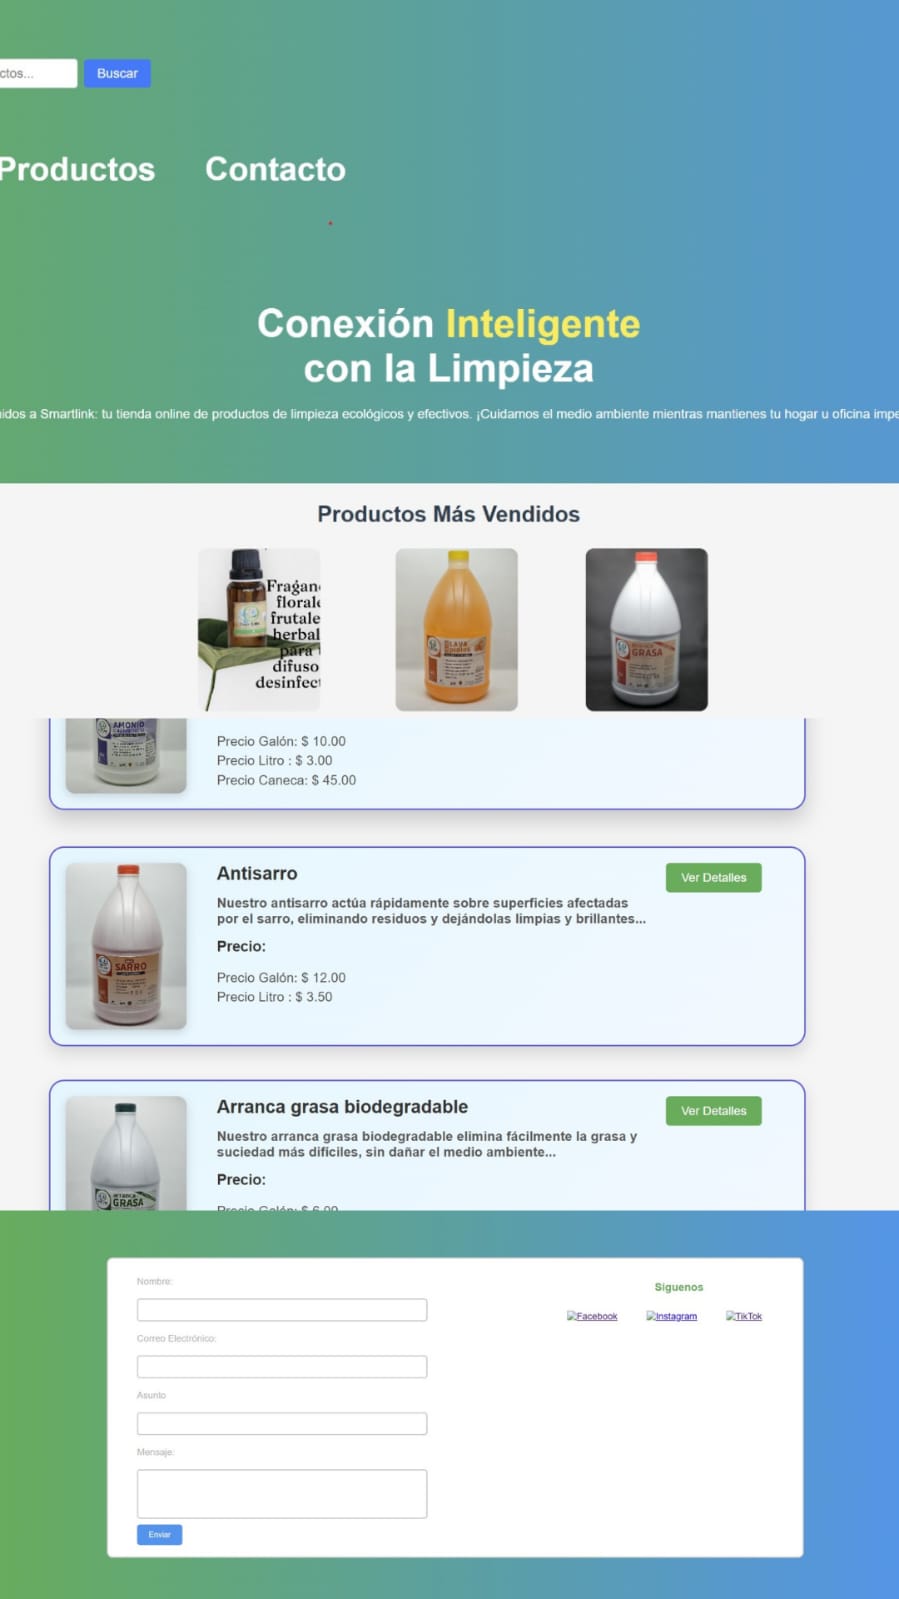 ctos...
Buscar
Productos
Contacto
Conexión Inteligente
con la Limpieza
idos a Smartlink: tu tienda online de productos de limpieza ecológicos y efectivos. ¡Cuidamos el medio ambiente mientras mantienes tu hogar u oficina impe
Productos Más Vendidos
Fragan
florale
frutale
herbal
para
difuso
desinfec
LAVA
GRASA
AMONIO
Precio Galón: $ 10.00
Precio Litro : $ 3.00
Precio Caneca: $ 45.00
Antisarro
Ver Detalles
Nuestro antisarro actúa rápidamente sobre superficies afectadas
por el sarro, eliminando residuos y dejándolas limpias y brillantes...
Precio:
Precio Galón: $ 12.00
Precio Litro : $ 3.50
SARRO
Arranca grasa biodegradable
Ver Detalles
Nuestro arranca grasa biodegradable elimina fácilmente la grasa y
suciedad más difíciles, sin dañar el medio ambiente...
Precio:
Precio Galón: $ 6.00
GRASA
Nombre:
Correo Electrónico:
Asunto
Mensaje:
Enviar
Síguenos
Facebook
Instagram
TikTok